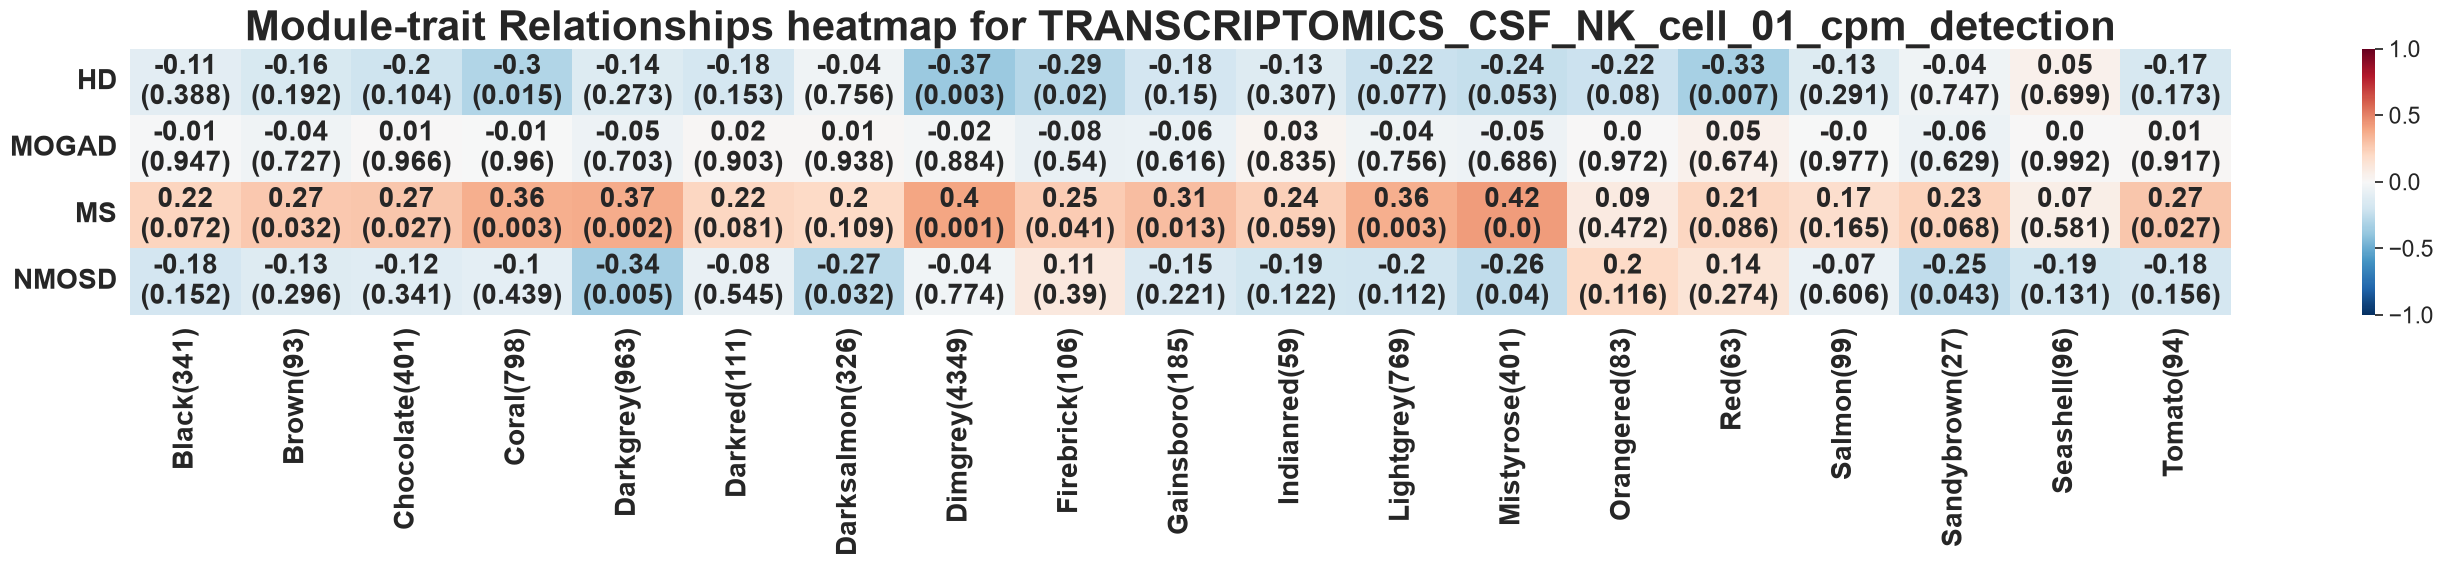 Module-trait Relationships heatmap for TRANSCRIPTOMICS_CSF_NK_cell_01_cpm_detection
HD -0.11 -0.16 -0.2 -0.3 -0.14 -0.18 -0.04 -0.37 -0.29 -0.18 -0.13 -0.22 -0.24 -0.22 -0.33 -0.13 -0.04 0.05 -0.17
(0.388) (0.192) (0.104) (0.015) (0.273) (0.153) (0.756) (0.003) (0.02) (0.15) (0.307) (0.077) (0.053) (0.08) (0.007) (0.291) (0.747) (0.699) (0.173)
MOGAD -0.01 -0.04 0.01 -0.01 -0.05 0.02 0.01 -0.02 -0.08 -0.06 0.03 -0.04 -0.05 0.0 0.05 -0.0 -0.06 0.0 0.01
(0.947) (0.727) (0.966) (0.96) (0.703) (0.903) (0.938) (0.884) (0.54) (0.616) (0.835) (0.756) (0.686) (0.972) (0.674) (0.977) (0.629) (0.992) (0.917)
MS 0.22 0.27 0.27 0.36 0.37 0.22 0.2 0.4 0.25 0.31 0.24 0.36 0.42 0.09 0.21 0.17 0.23 0.07 0.27
(0.072) (0.032) (0.027) (0.003) (0.002) (0.081) (0.109) (0.001) (0.041) (0.013) (0.059) (0.003) (0.0) (0.472) (0.086) (0.165) (0.068) (0.581) (0.027)
NMOSD -0.18 -0.13 -0.12 -0.1 -0.34 -0.08 -0.27 -0.04 0.11 -0.15 -0.19 -0.2 -0.26 0.2 0.14 -0.07 -0.25 -0.19 -0.18
(0.152) (0.296) (0.341) (0.439) (0.005) (0.545) (0.032) (0.774) (0.39) (0.221) (0.122) (0.112) (0.04) (0.116) (0.274) (0.606) (0.043) (0.131) (0.156)
Black(341)
Brown(93)
Chocolate(401)
Coral(798)
Darkgrey(963)
Darkred(111)
Darksalmon(326)
Dimgrey(4349)
Firebrick(106)
Gainsboro(185)
Indianred(59)
Lightgrey(769)
Mistyrose(401)
Orangered(83)
Red(63)
Salmon(99)
Sandybrown(27)
Seashell(96)
Tomato(94)
1.0
0.5
0.0
−0.5
−1.0